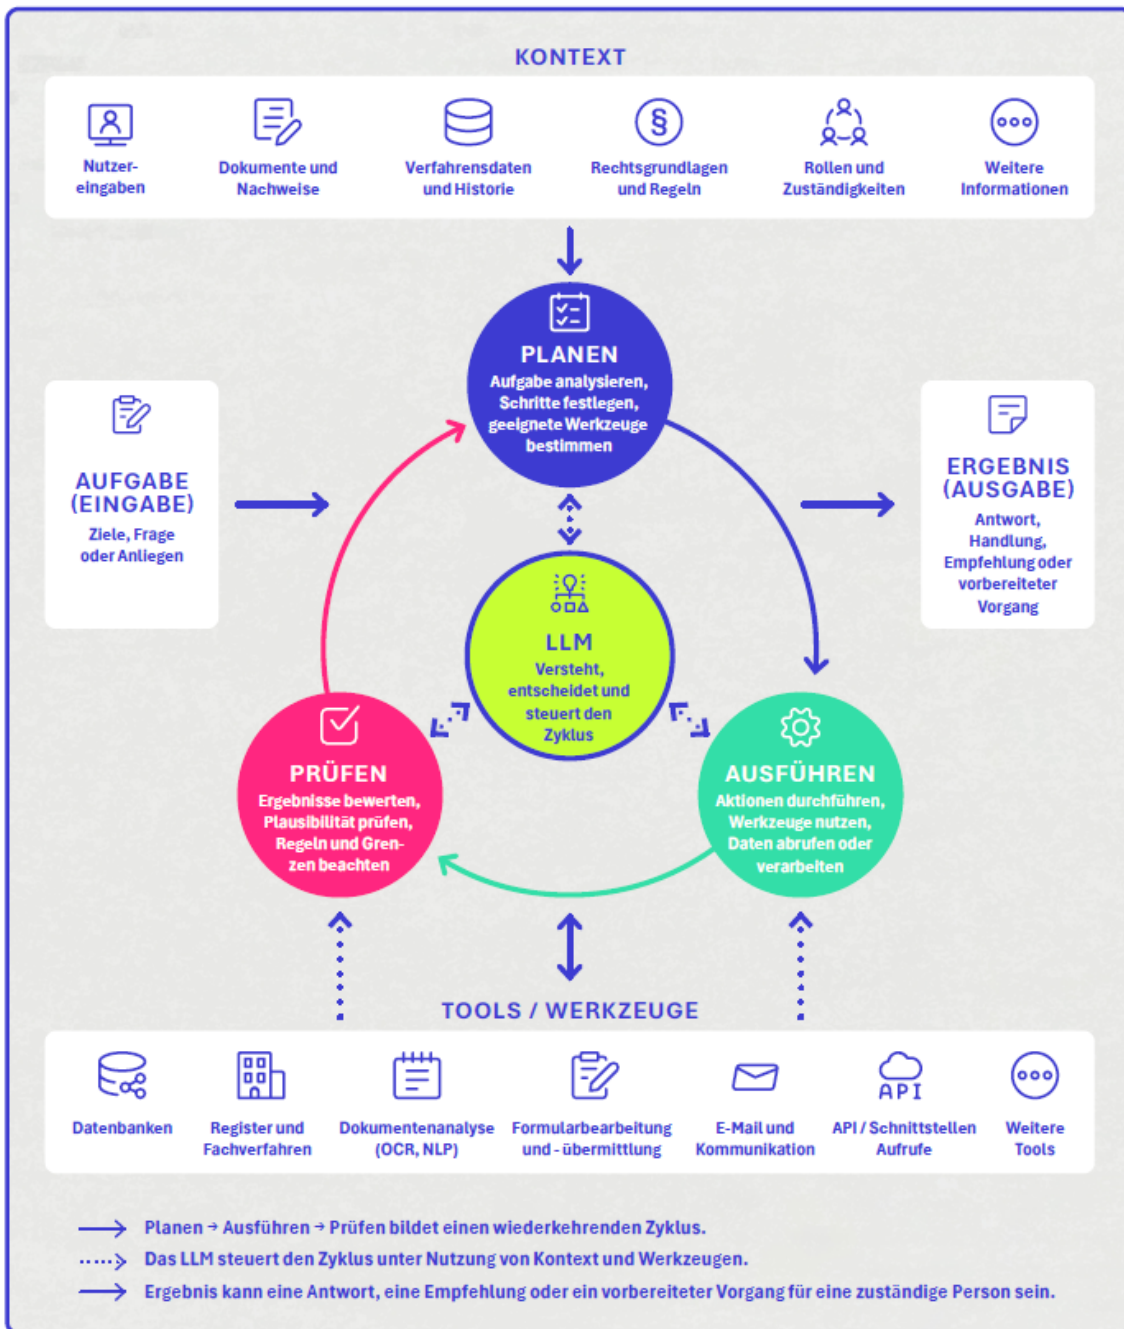 KONTEXT
Nutzer-
eingaben
Dokumente und
Nachweise
Verfahrensdaten
und Historie
§
Rechtsgrundlagen
und Regeln
Rollen und
Zuständigkeiten
Weitere
Informationen
PLANEN
Aufgabe analysieren,
Schritte festlegen,
geeignete Werkzeuge
bestimmen
AUFGABE
(EINGABE)
Ziele, Frage
oder Anliegen
ERGEBNIS
(AUSGABE)
Antwort,
Handlung,
Empfehlung oder
vorbereiteter
Vorgang
LLM
Versteht,
entscheidet und
steuert den
Zyklus
PRÜFEN
Ergebnisse bewerten,
Plausibilität prüfen,
Regeln und Gren-
zen beachten
AUSFÜHREN
Aktionen durchführen,
Werkzeuge nutzen,
Daten abrufen oder
verarbeiten
TOOLS / WERKZEUGE
Datenbanken
Register und
Fachverfahren
Dokumentenanalyse
(OCR, NLP)
Formularbearbeitung
und - übermittlung
E-Mail und
Kommunikation
API
API / Schnittstellen
Aufrufe
Weitere
Tools
Planen → Ausführen → Prüfen bildet einen wiederkehrenden Zyklus.
Das LLM steuert den Zyklus unter Nutzung von Kontext und Werkzeugen.
Ergebnis kann eine Antwort, eine Empfehlung oder ein vorbereiteter Vorgang für eine zuständige Person sein.